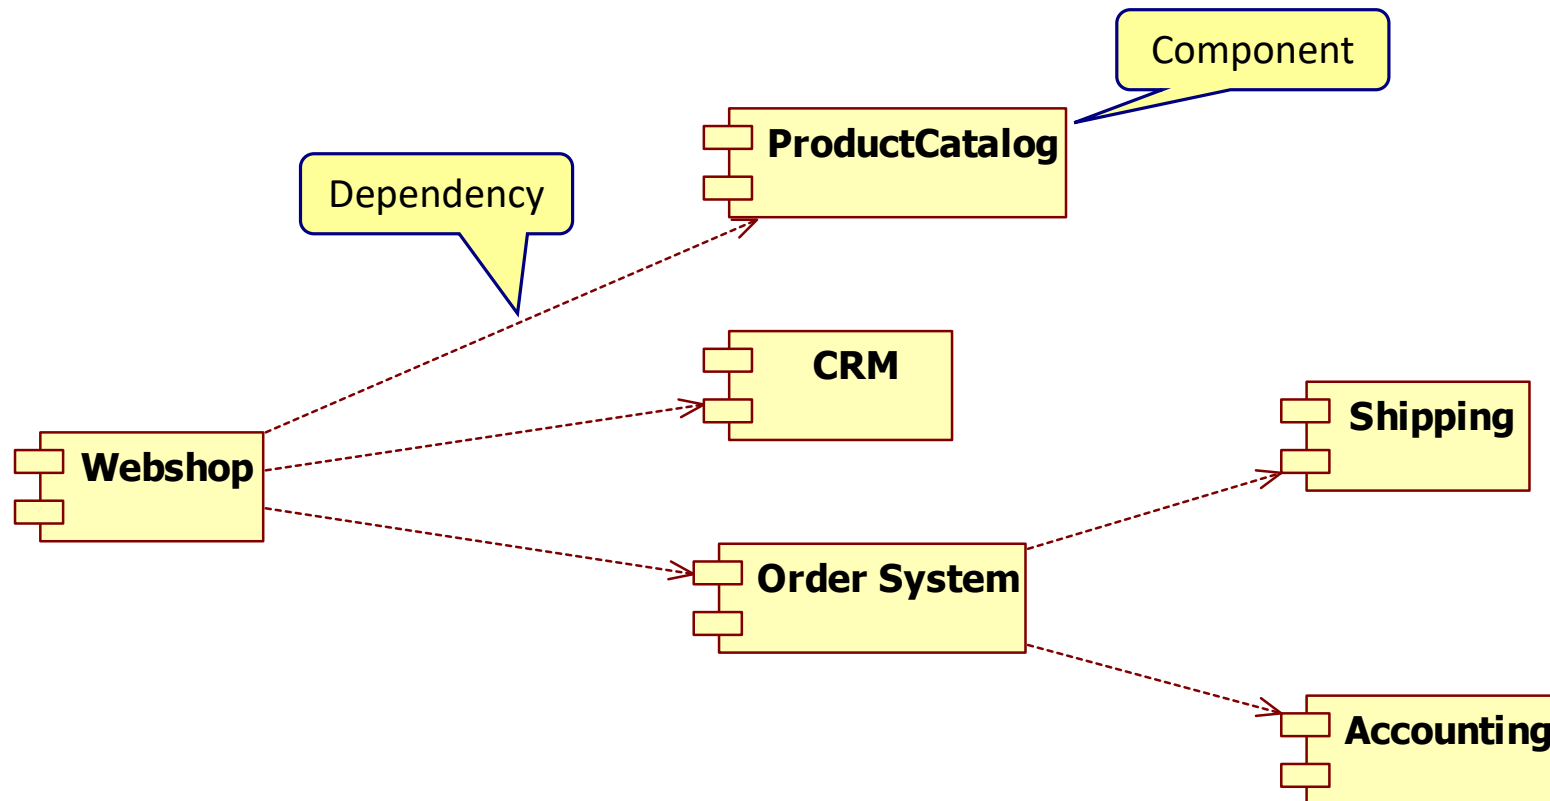 Component
ProductCatalog
Dependency
CRM
Shipping
Webshop
Order System
Accounting